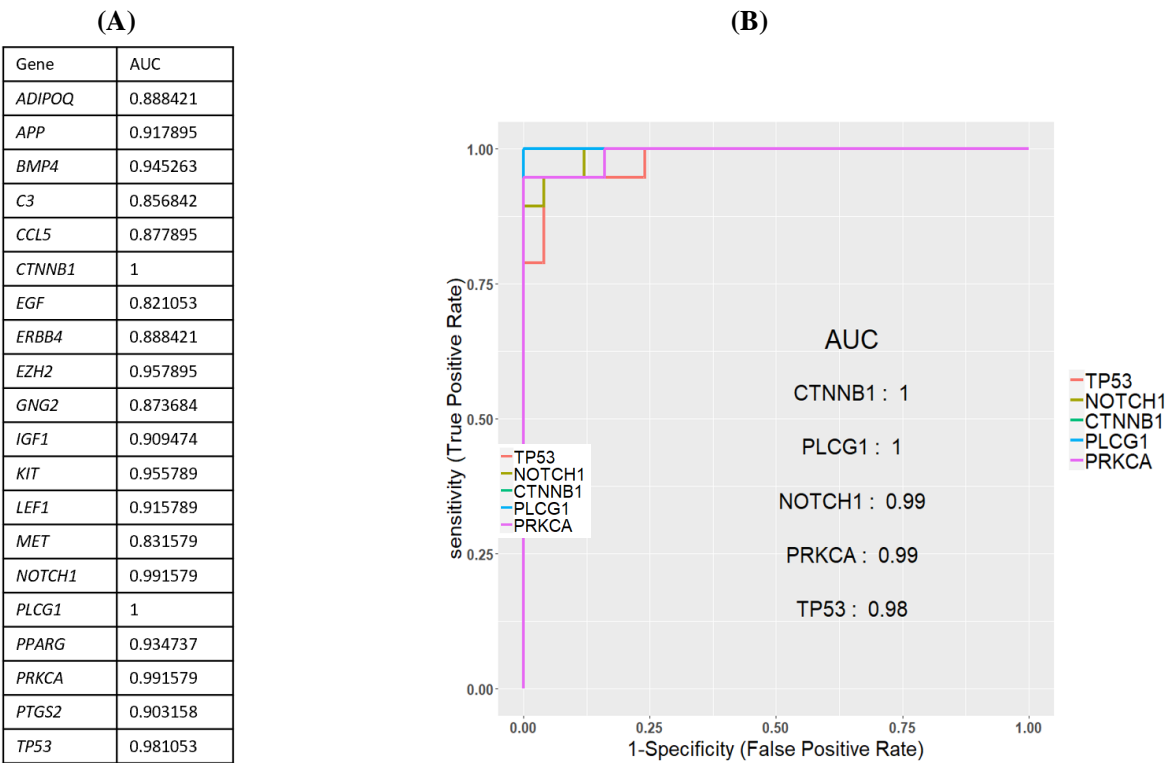 (A)
Gene AUC
ADIPOQ 0.888421
APP 0.917895
BMP4 0.945263
C3 0.856842
CCL5 0.877895
CTNNB1 1
EGF 0.821053
ERBB4 0.888421
EZH2 0.957895
GNG2 0.873684
IGF1 0.909474
KIT 0.955789
LEF1 0.915789
MET 0.831579
NOTCH1 0.991579
PLCG1 1
PPARG 0.934737
PRKCA 0.991579
PTGS2 0.903158
TP53 0.981053
(B)
sensitivity (True Positive Rate)
1.00
0.75
0.50
0.25
0.00
TP53
NOTCH1
CTNNB1
PLCG1
PRKCA
AUC
CTNNB1 : 1
PLCG1 : 1
NOTCH1 : 0.99
PRKCA : 0.99
TP53 : 0.98
TP53
NOTCH1
CTNNB1
PLCG1
PRKCA
0.00 0.25 0.50 0.75 1.00
1-Specificity (False Positive Rate)